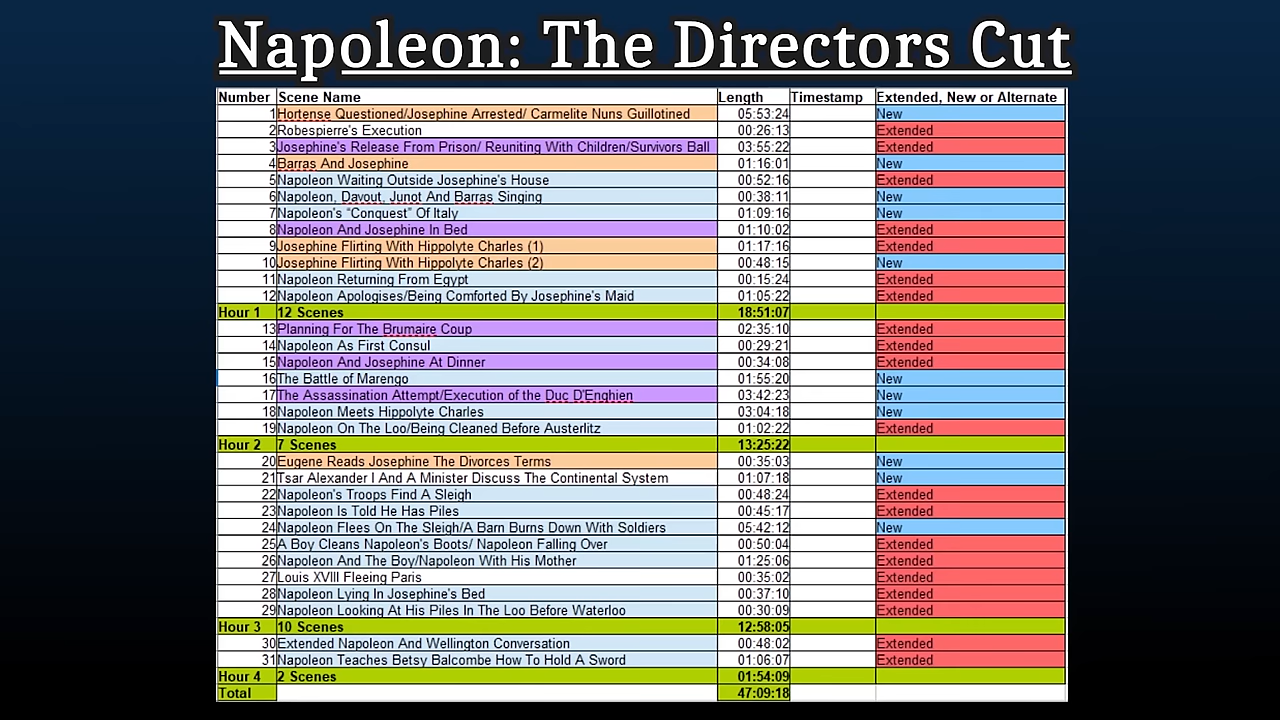 Napoleon: The Directors Cut
Number Scene Name Length Timestamp Extended, New or Alternate
1 Hortense Questioned/Josephine Arrested/ Carmelite Nuns Guillotined 05:53:24 New
2 Robespierre's Execution 00:26:13 Extended
3 Josephine's Release From Prison/ Reuniting With Children/Survivors Ball 03:55:22 Extended
4 Barras And Josephine 01:16:01 New
5 Napoleon Waiting Outside Josephine's House 00:52:16 Extended
6 Napoleon, Davout, Junot And Barras Singing 00:38:11 New
7 Napoleon's “Conquest” Of Italy 01:09:16 New
8 Napoleon And Josephine In Bed 01:10:02 Extended
9 Josephine Flirting With Hippolyte Charles (1) 01:17:16 Extended
10 Josephine Flirting With Hippolyte Charles (2) 00:48:15 New
11 Napoleon Returning From Egypt 00:15:24 Extended
12 Napoleon Apologises/Being Comforted By Josephine's Maid 01:05:22 Extended
Hour 1 12 Scenes 18:51:07
13 Planning For The Brumaire Coup 02:35:10 Extended
14 Napoleon As First Consul 00:29:21 Extended
15 Napoleon And Josephine At Dinner 00:34:08 Extended
16 The Battle of Marengo 01:55:20 New
17 The Assassination Attempt/Execution of the Duc D'Enghien 03:42:23 New
18 Napoleon Meets Hippolyte Charles 03:04:18 New
19 Napoleon On The Loo/Being Cleaned Before Austerlitz 01:02:22 Extended
Hour 2 7 Scenes 13:25:22
20 Eugene Reads Josephine The Divorces Terms 00:35:03 New
21 Tsar Alexander I And A Minister Discuss The Continental System 01:07:18 New
22 Napoleon's Troops Find A Sleigh 00:48:24 Extended
23 Napoleon Is Told He Has Piles 00:45:17 Extended
24 Napoleon Flees On The Sleigh/A Barn Burns Down With Soldiers 05:42:12 New
25 A Boy Cleans Napoleon's Boots/ Napoleon Falling Over 00:50:04 Extended
26 Napoleon And The Boy/Napoleon With His Mother 01:25:06 Extended
27 Louis XVIII Fleeing Paris 00:35:02 Extended
28 Napoleon Lying In Josephine's Bed 00:37:10 Extended
29 Napoleon Looking At His Piles In The Loo Before Waterloo 00:30:09 Extended
Hour 3 10 Scenes 12:58:05
30 Extended Napoleon And Wellington Conversation 00:48:02 Extended
31 Napoleon Teaches Betsy Balcombe How To Hold A Sword 01:06:07 Extended
Hour 4 2 Scenes 01:54:09
Total 47:09:18